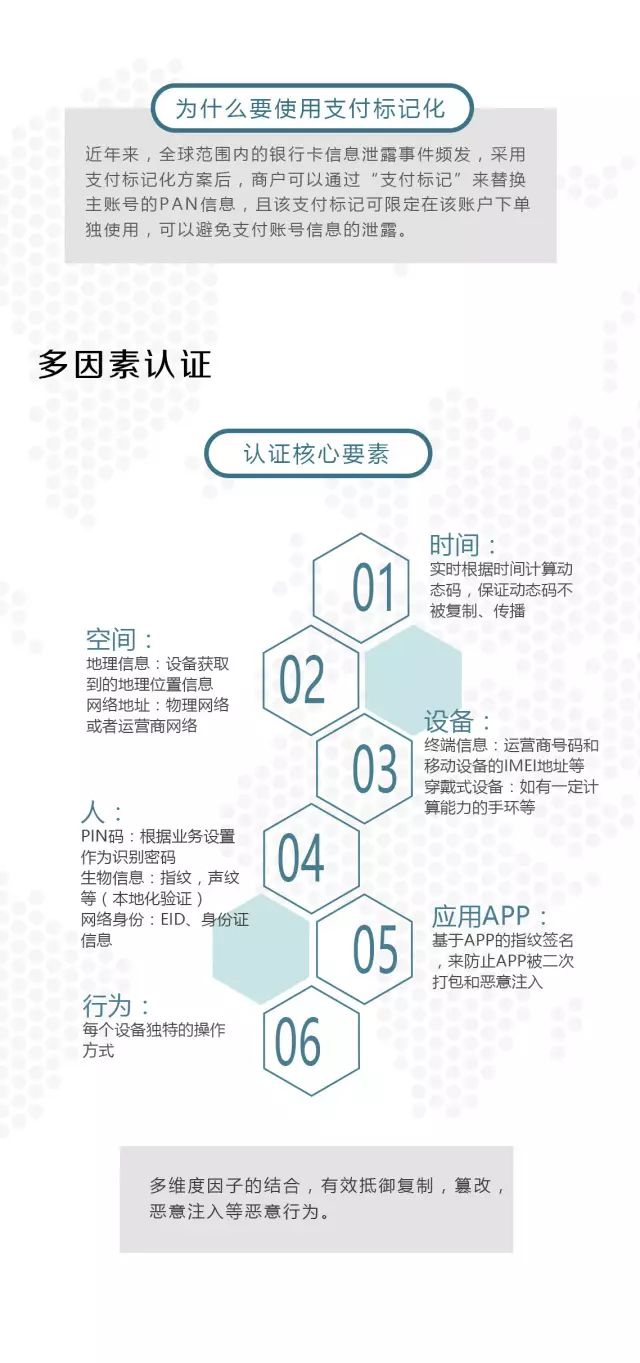 为什么要使用支付标记化
近年来，全球范围内的银行卡信息泄露事件频发，采用
支付标记化方案后，商户可以通过“支付标记”来替换
主账号的PAN信息，且该支付标记可限定在该账户下单
独使用，可以避免支付账号信息的泄露。
多因素认证
认证核心要素
01
时间：
实时根据时间计算动
态码，保证动态码不
被复制、传播
空间：
地理信息：设备获取
到的地理位置信息
网络地址：物理网络
或者运营商网络
02
03
设备：
终端信息：运营商号码和
移动设备的IMEI地址等
穿戴式设备：如有一定计
算能力的手环等
人：
PIN码：根据业务设置
作为识别密码
生物信息：指纹，声纹
等（本地化验证）
网络身份：EID、身份证
信息
04
05
应用APP：
基于APP的指纹签名
，来防止APP被二次
打包和恶意注入
行为：
每个设备独特的操作
方式
06
多维度因子的结合，有效抵御复制，篡改，
恶意注入等恶意行为。